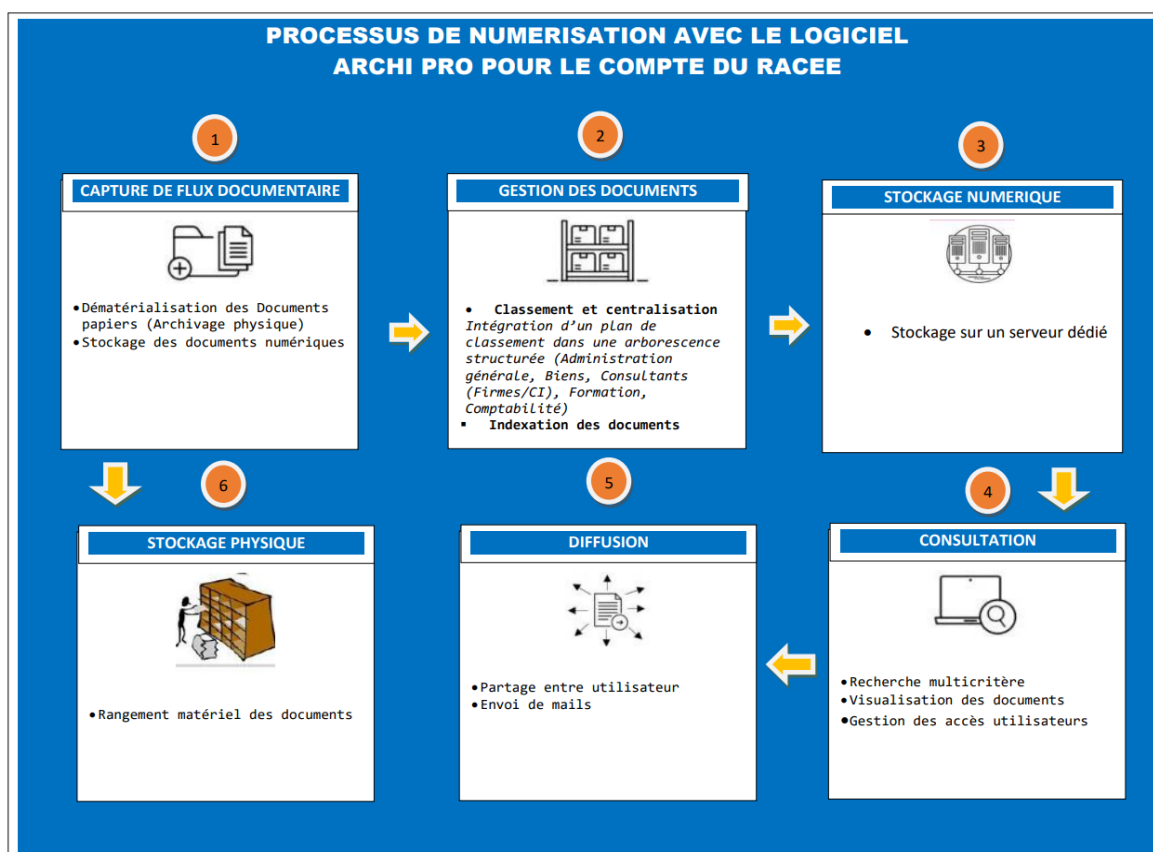 PROCESSUS DE NUMERISATION AVEC LE LOGICIEL
ARCHI PRO POUR LE COMPTE DU RACEE
1
CAPTURE DE FLUX DOCUMENTAIRE
•Dématérialisation des Documents
papiers (Archivage physique)
•Stockage des documents numériques
2
GESTION DES DOCUMENTS
• Classement et centralisation
Intégration d’un plan de
classement dans une arborescence
structurée (Administration
générale, Biens, Consultants
(Firmes/CI), Formation,
Comptabilité)
▪ Indexation des documents
3
STOCKAGE NUMERIQUE
• Stockage sur un serveur dédié
4
CONSULTATION
•Recherche multicritère
•Visualisation des documents
•Gestion des accès utilisateurs
5
DIFFUSION
•Partage entre utilisateur
•Envoi de mails
6
STOCKAGE PHYSIQUE
•Rangement matériel des documents